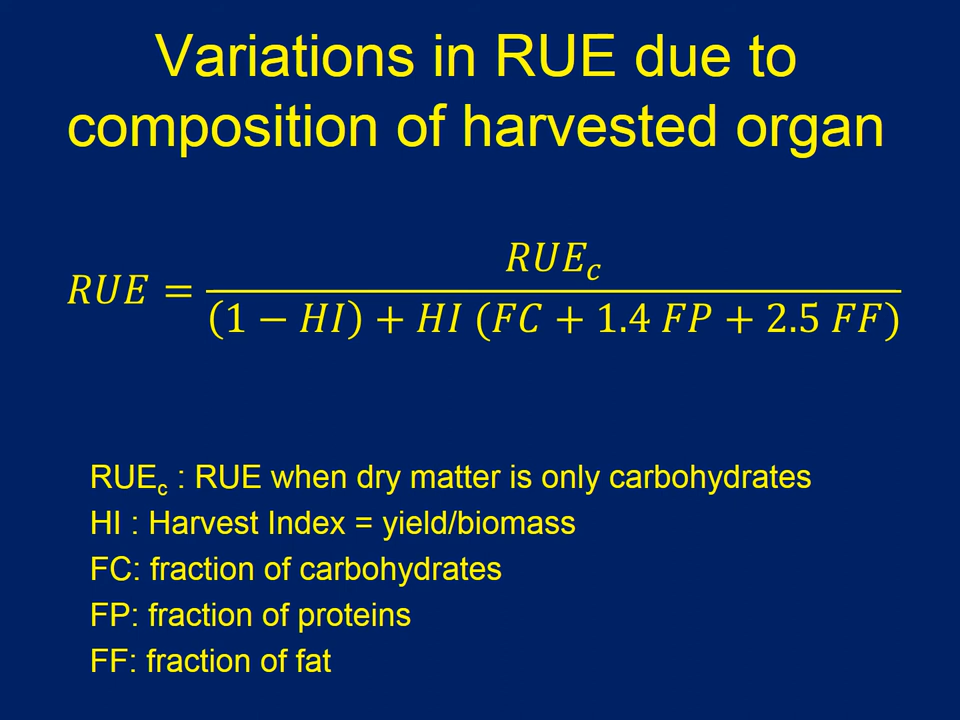 Variations in RUE due to
composition of harvested organ
RUE = RUE_c / ((1 − HI) + HI (FC + 1.4 FP + 2.5 FF))
RUEc : RUE when dry matter is only carbohydrates
HI : Harvest Index = yield/biomass
FC: fraction of carbohydrates
FP: fraction of proteins
FF: fraction of fat